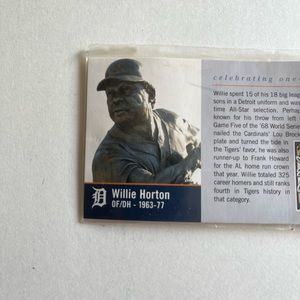 celebrating one
Willie spent 15 of his 18 big leag
sons in a Detroit uniform and was
time All-Star selection. Perhap
known for his throw from left
Game Five of the '68 World Series
nailed the Cardinals' Lou Brock
plate and turned the tide in
the Tigers' favor, he was also
runner-up to Frank Howard
for the AL home run crown
that year. Willie totaled 325
career homers and still ranks
fourth in Tigers history in
that category.
D
Willie Horton
OF/DH - 1963-77